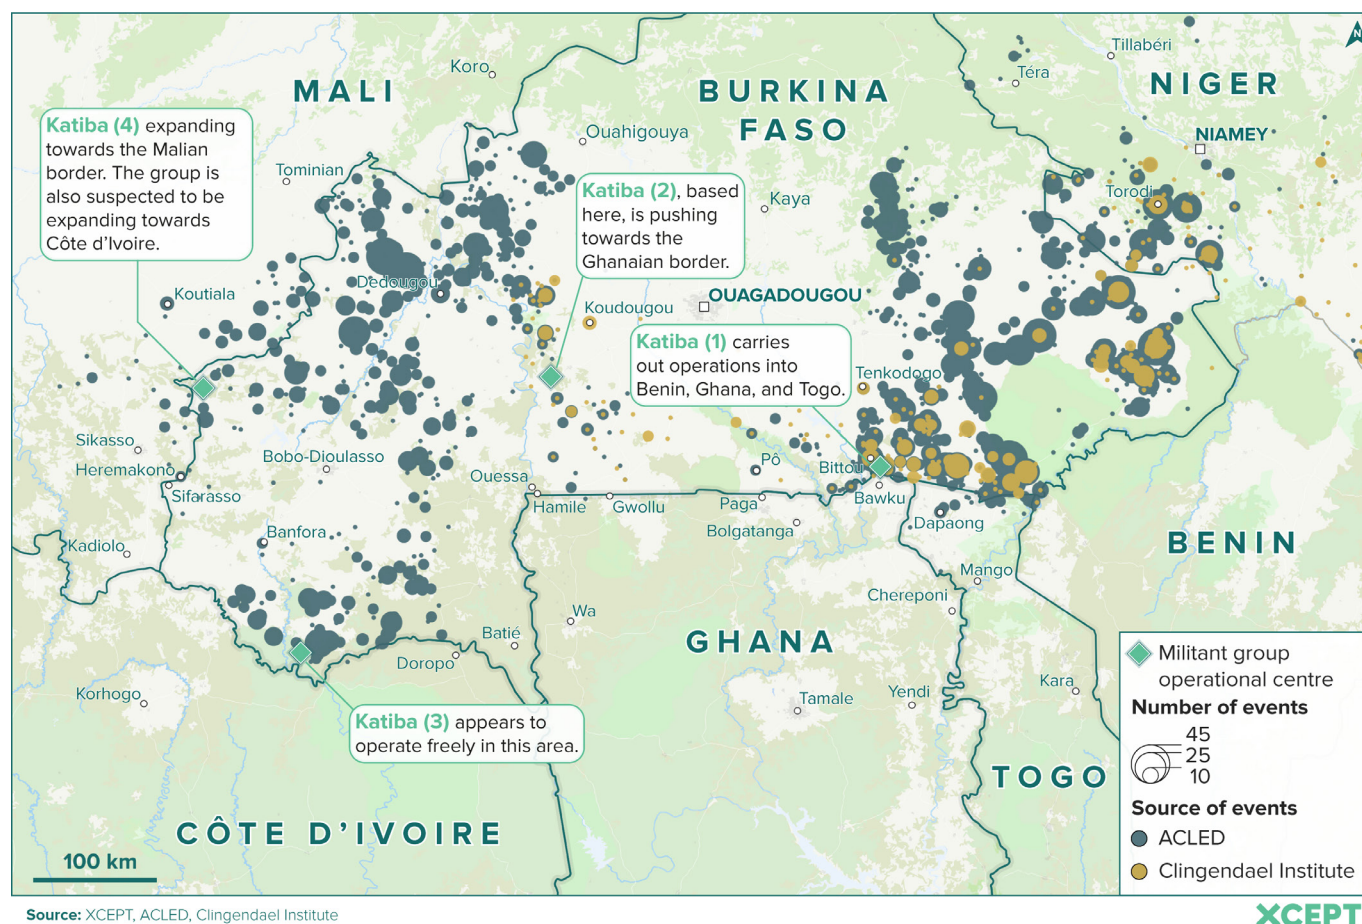 N
Tillabéri
Koro
Téra
MALI
BURKINA
FASO
NIGER
Katiba (4) expanding
towards the Malian
border. The group is
also suspected to be
expanding towards
Côte d’Ivoire.
Ouahigouya
NIAMEY
Tominian
Katiba (2), based
here, is pushing
towards the
Ghanaian border.
Kaya
Torodi
Dedougou
Koutiala
Koudougou
OUAGADOUGOU
Katiba (1) carries
out operations into
Benin, Ghana, and Togo.
Tenkodogo
Sikasso
Heremakono
Sifarasso
Bobo-Dioulasso
Ouessa
Hamile
Gwollu
Pô
Paga
Bittou
Bawku
Bolgatanga
Dapaong
Banfora
Kadiolo
BENIN
Mango
Chereponi
Wa
Batié
Doropo
GHANA
Korhogo
Katiba (3) appears to
operate freely in this area.
Tamale
Yendi
Kara
TOGO
CÔTE D’IVOIRE
100 km
Militant group
operational centre
Number of events
45
25
10
Source of events
ACLED
Clingendael Institute
Source: XCEPT, ACLED, Clingendael Institute
XCEPT